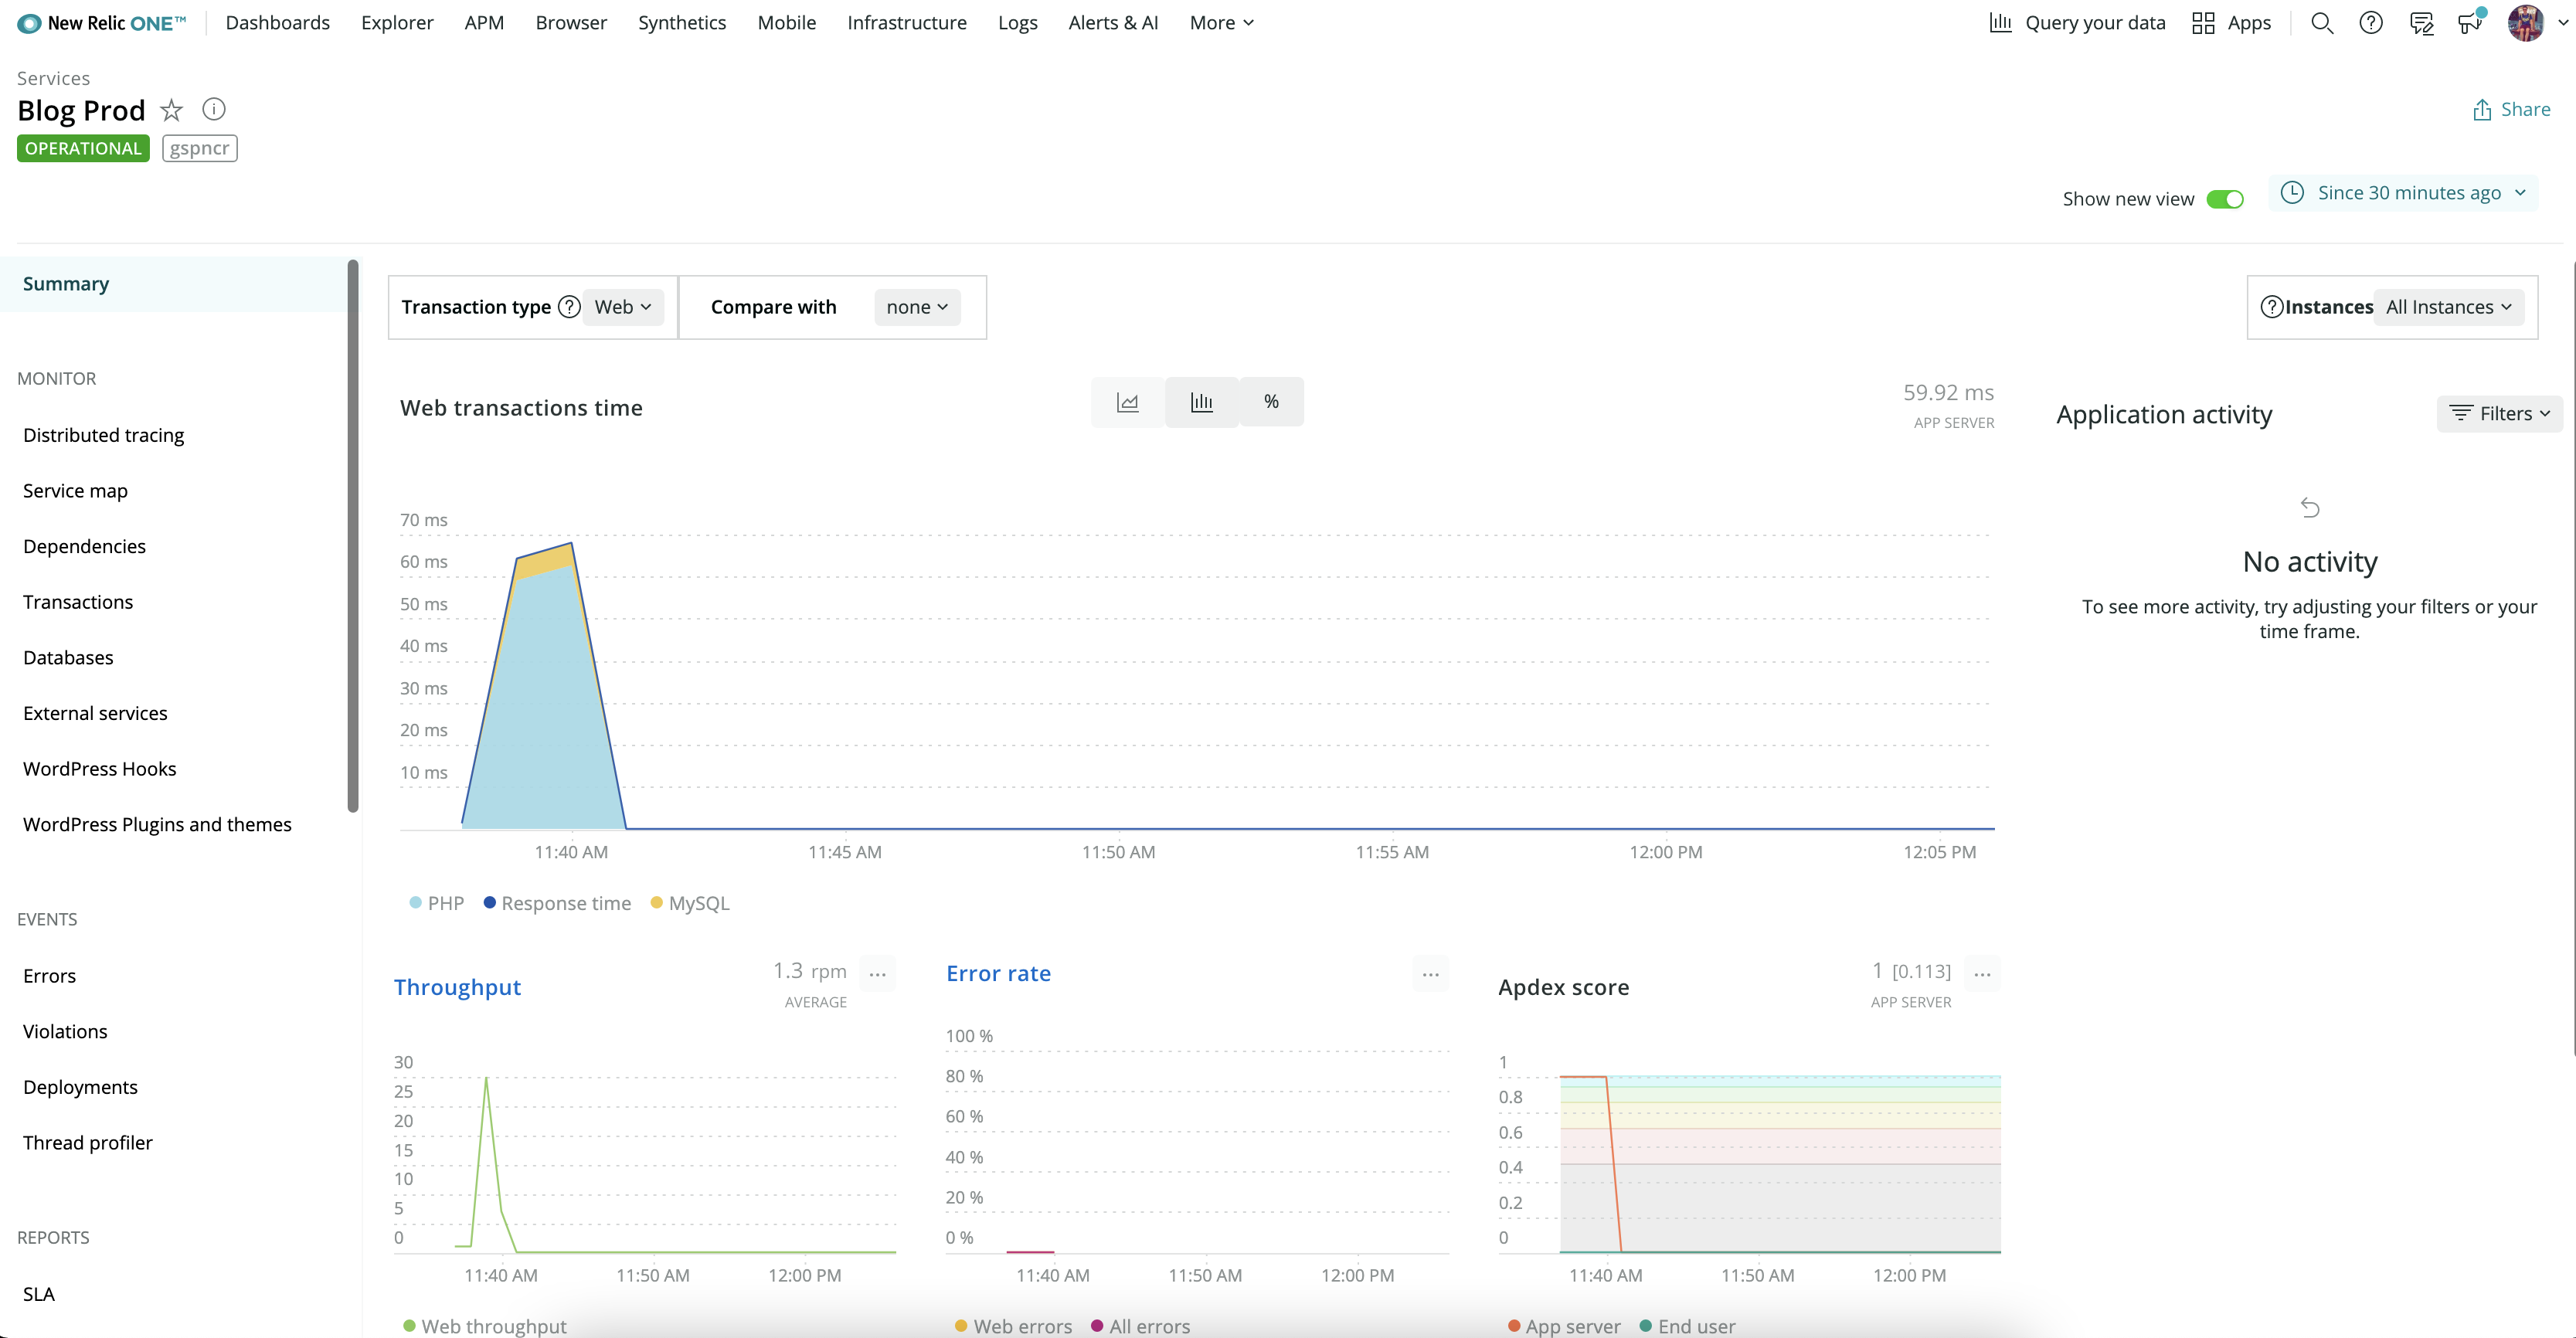 New Relic ONE™
Dashboards
Explorer
APM
Browser
Synthetics
Mobile
Infrastructure
Logs
Alerts & AI
More
Query your data
Apps
Services
Blog Prod
Share
OPERATIONAL
gspncr
Show new view
Since 30 minutes ago
Summary
MONITOR
Distributed tracing
Service map
Dependencies
Transactions
Databases
External services
WordPress Hooks
WordPress Plugins and themes
EVENTS
Errors
Violations
Deployments
Thread profiler
REPORTS
SLA
Transaction type ? Web
Compare with none
? Instances All Instances
Web transactions time
%
59.92 ms
APP SERVER
70 ms
60 ms
50 ms
40 ms
30 ms
20 ms
10 ms
11:40 AM
11:45 AM
11:50 AM
11:55 AM
12:00 PM
12:05 PM
PHP
Response time
MySQL
Application activity
Filters
No activity
To see more activity, try adjusting your filters or your
time frame.
Throughput
1.3 rpm
AVERAGE
...
30
25
20
15
10
5
0
11:40 AM
11:50 AM
12:00 PM
Web throughput
Error rate
...
100 %
80 %
60 %
40 %
20 %
0 %
11:40 AM
11:50 AM
12:00 PM
Web errors
All errors
Apdex score
1 [0.113]
APP SERVER
...
1
0.8
0.6
0.4
0.2
0
11:40 AM
11:50 AM
12:00 PM
App server
End user